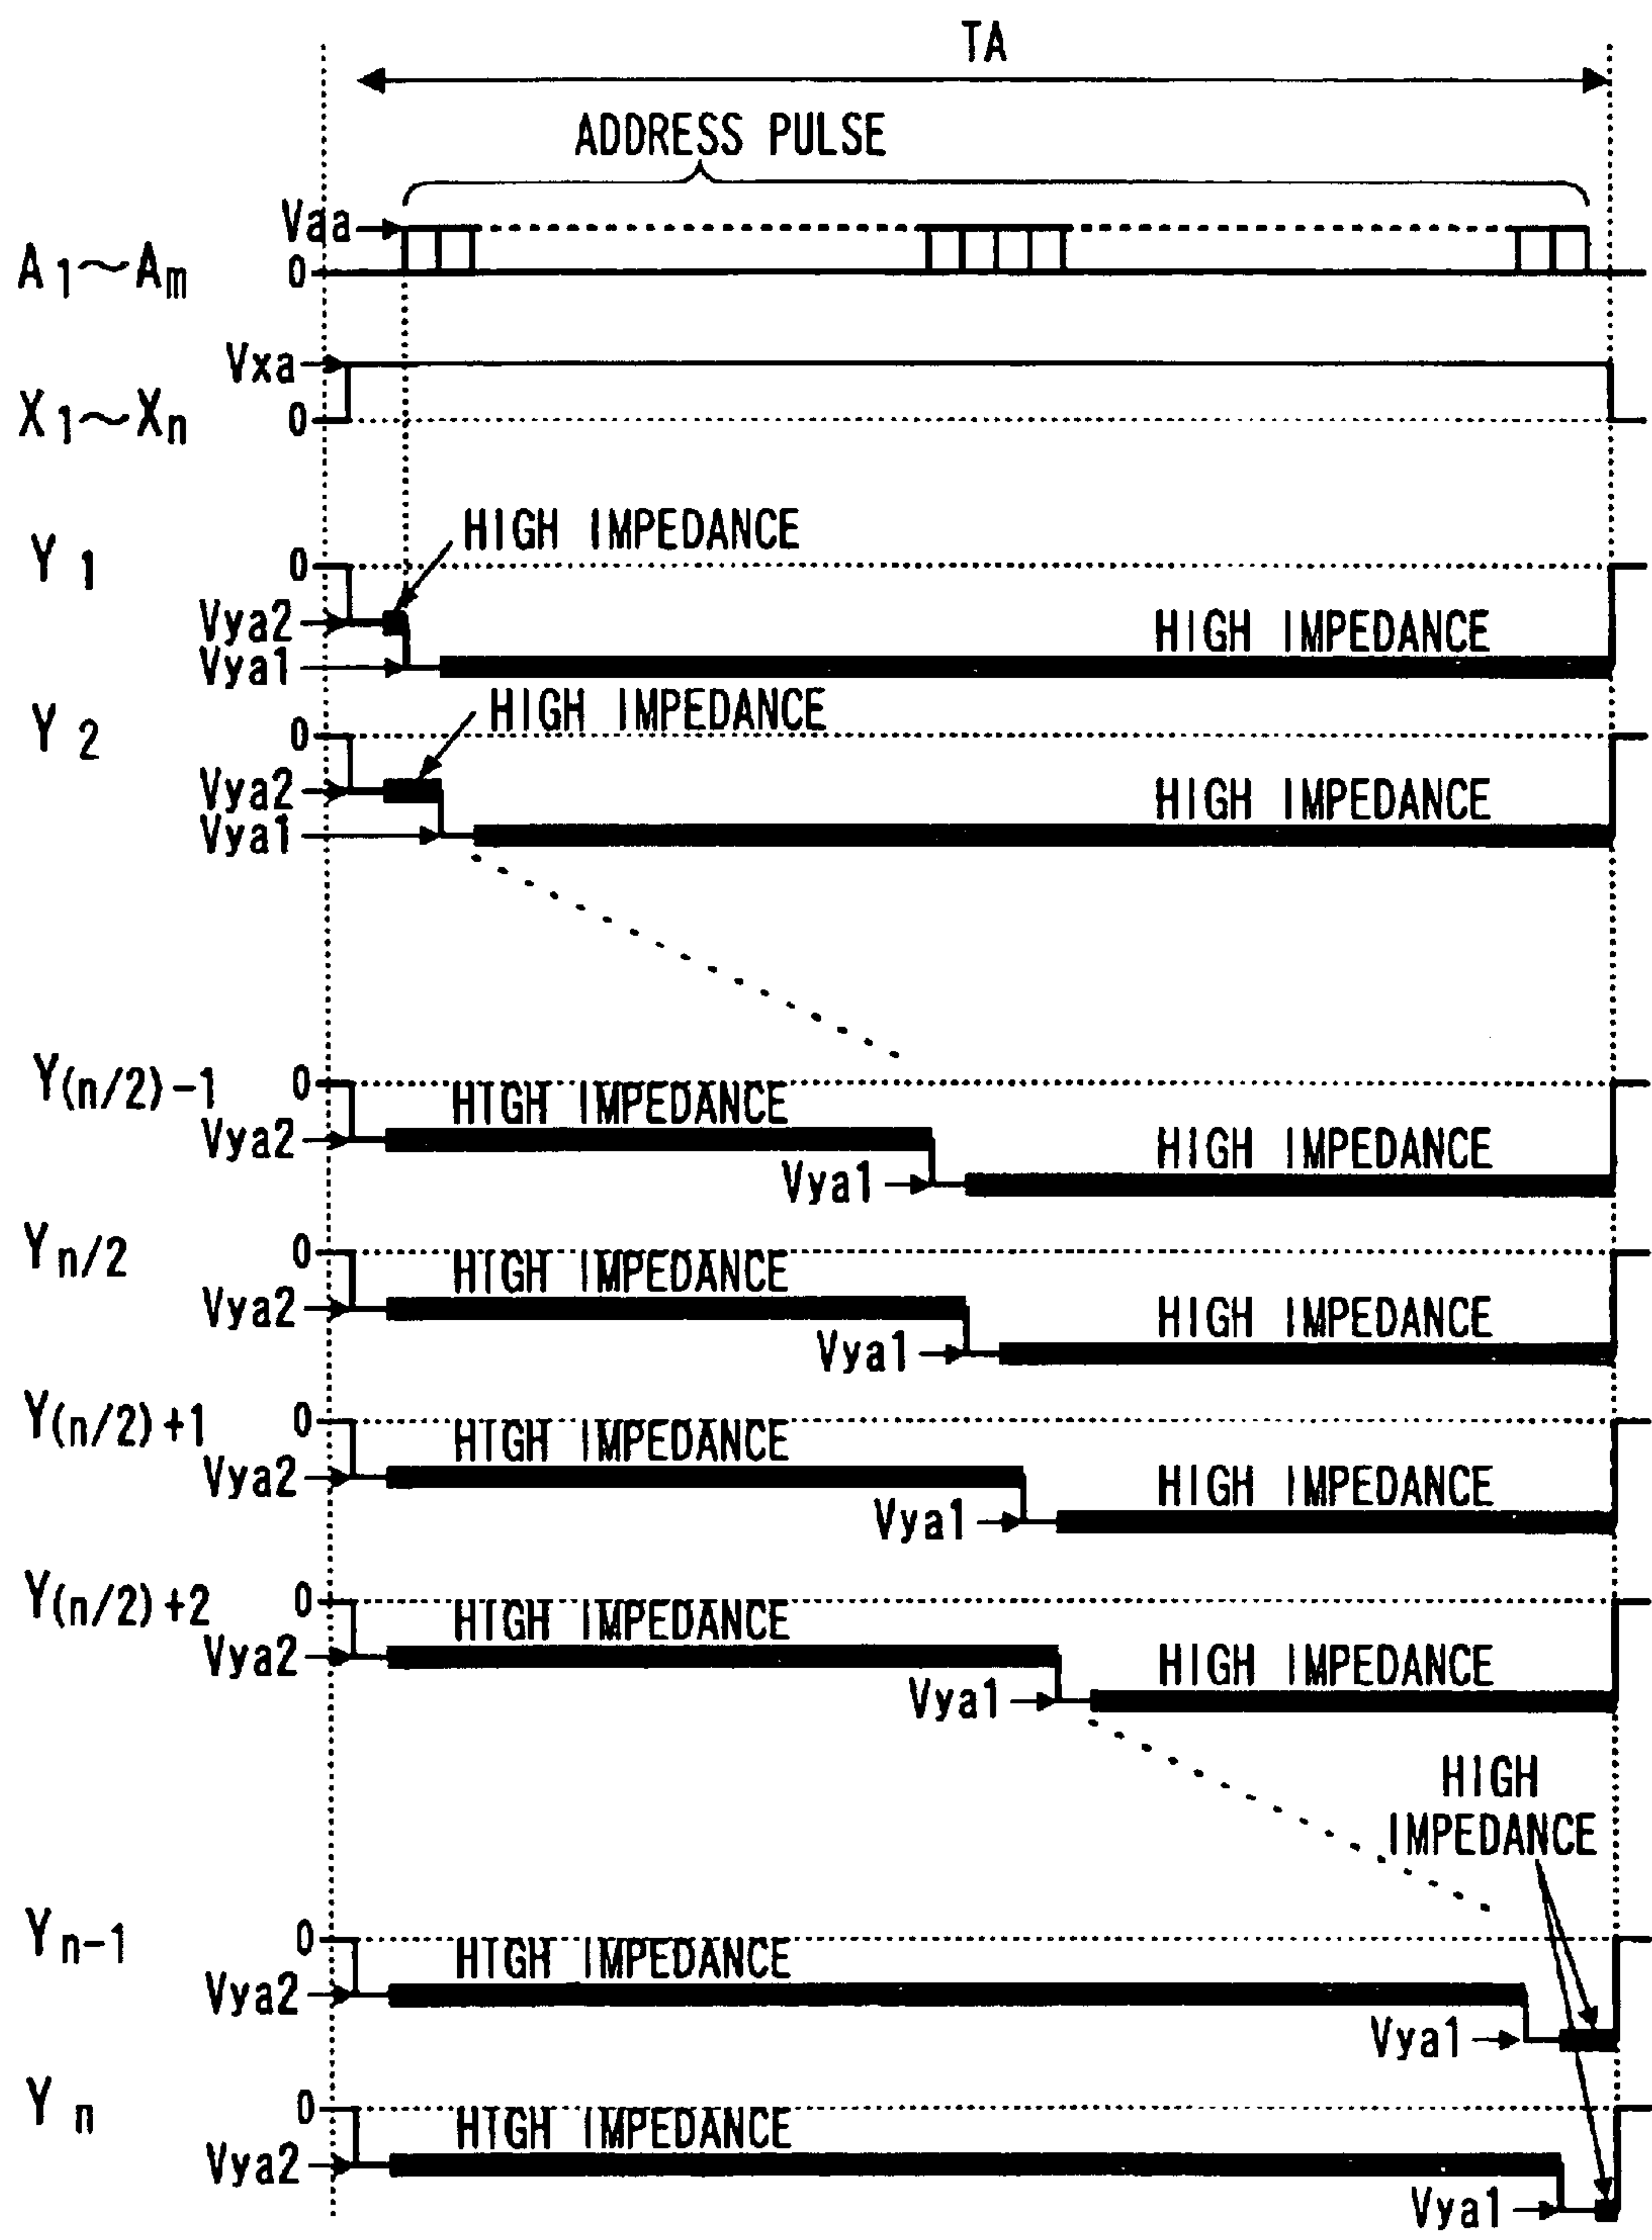 TA
ADDRESS PULSE
Vaa
A1~Am
0
Vxa
X1~Xn
0
HIGH IMPEDANCE
Y1
0
Vya2
HIGH IMPEDANCE
Vya1
HIGH IMPEDANCE
Y2
0
Vya2
HIGH IMPEDANCE
Vya1
Y(n/2)-1
0
HIGH IMPEDANCE
Vya2
HIGH IMPEDANCE
Vya1
Yn/2
0
HIGH IMPEDANCE
Vya2
HIGH IMPEDANCE
Vya1
Y(n/2)+1
0
HIGH IMPEDANCE
Vya2
HIGH IMPEDANCE
Vya1
Y(n/2)+2
0
HIGH IMPEDANCE
Vya2
HIGH IMPEDANCE
Vya1
HIGH
IMPEDANCE
Yn-1
0
HIGH IMPEDANCE
Vya2
Vya1
Yn
0
HIGH IMPEDANCE
Vya2
Vya1